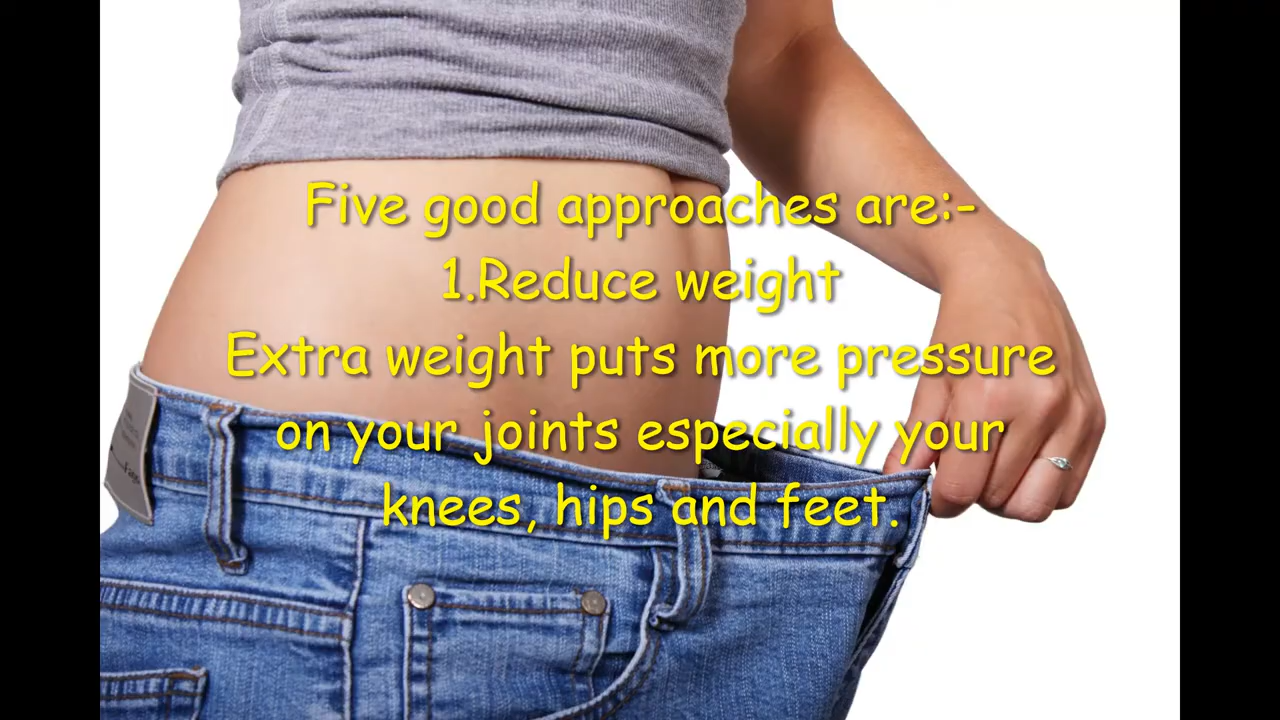 Five good approaches are:-
1.Reduce weight
Extra weight puts more pressure
on your joints especially your
knees, hips and feet.